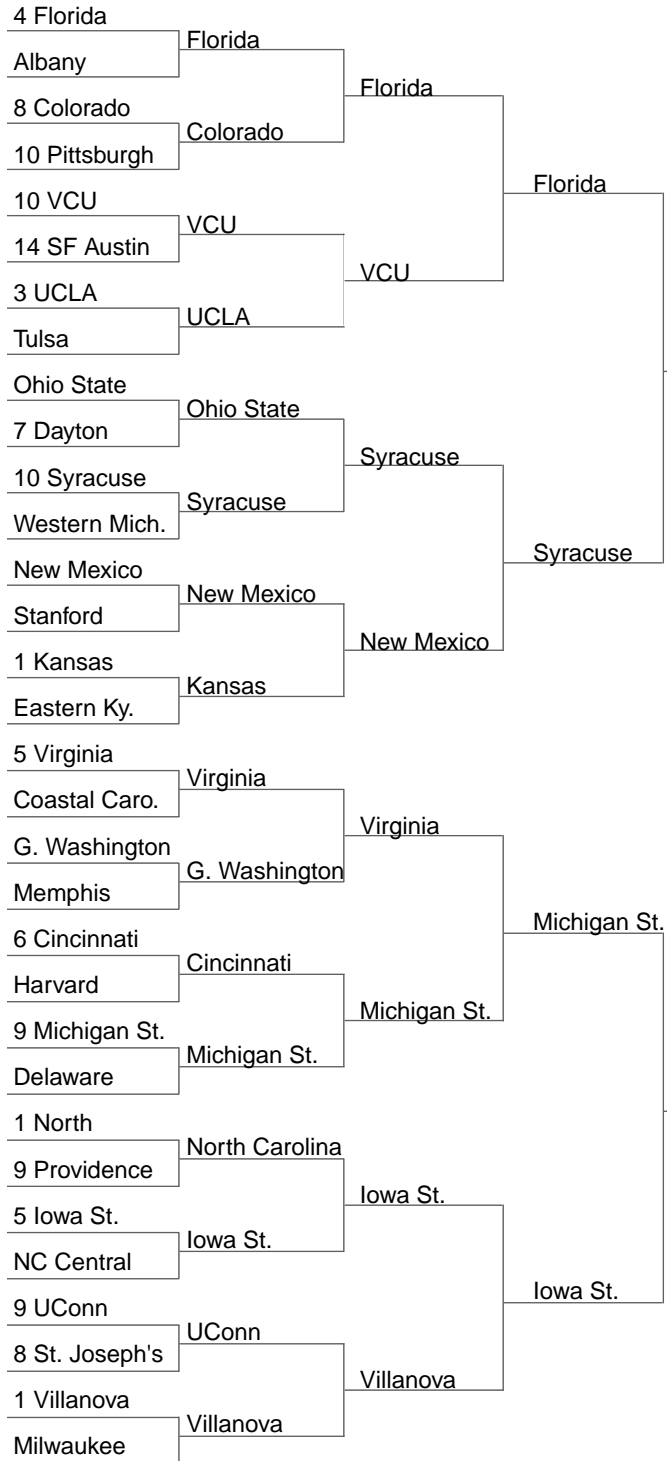 4 Florida
Albany
8 Colorado
10 Pittsburgh
10 VCU
14 SF Austin
3 UCLA
Tulsa
Ohio State
7 Dayton
10 Syracuse
Western Mich.
New Mexico
Stanford
1 Kansas
Eastern Ky.
5 Virginia
Coastal Caro.
G. Washington
Memphis
6 Cincinnati
Harvard
9 Michigan St.
Delaware
1 North
9 Providence
5 Iowa St.
NC Central
9 UConn
8 St. Joseph's
1 Villanova
Milwaukee
Florida
Colorado
VCU
UCLA
Ohio State
Syracuse
New Mexico
Kansas
Virginia
G. Washington
Cincinnati
Michigan St.
North Carolina
Iowa St.
UConn
Villanova
Florida
VCU
Syracuse
New Mexico
Virginia
Michigan St.
Iowa St.
Villanova
Florida
Syracuse
Michigan St.
Iowa St.